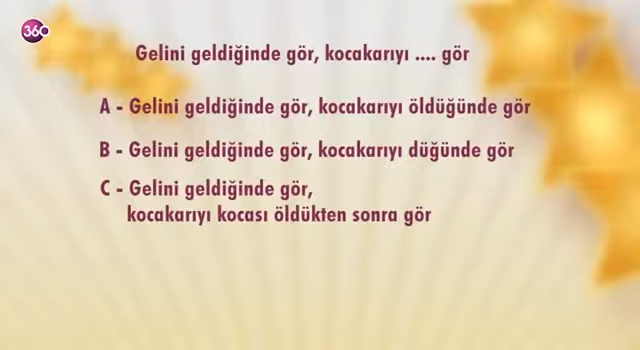 360
Gelini geldiğinde gör, kocakarıyı .... gör
A - Gelini geldiğinde gör, kocakarıyı öldüğünde gör
B - Gelini geldiğinde gör, kocakarıyı düğünde gör
C - Gelini geldiğinde gör,
kocakarıyı kocası öldükten sonra gör